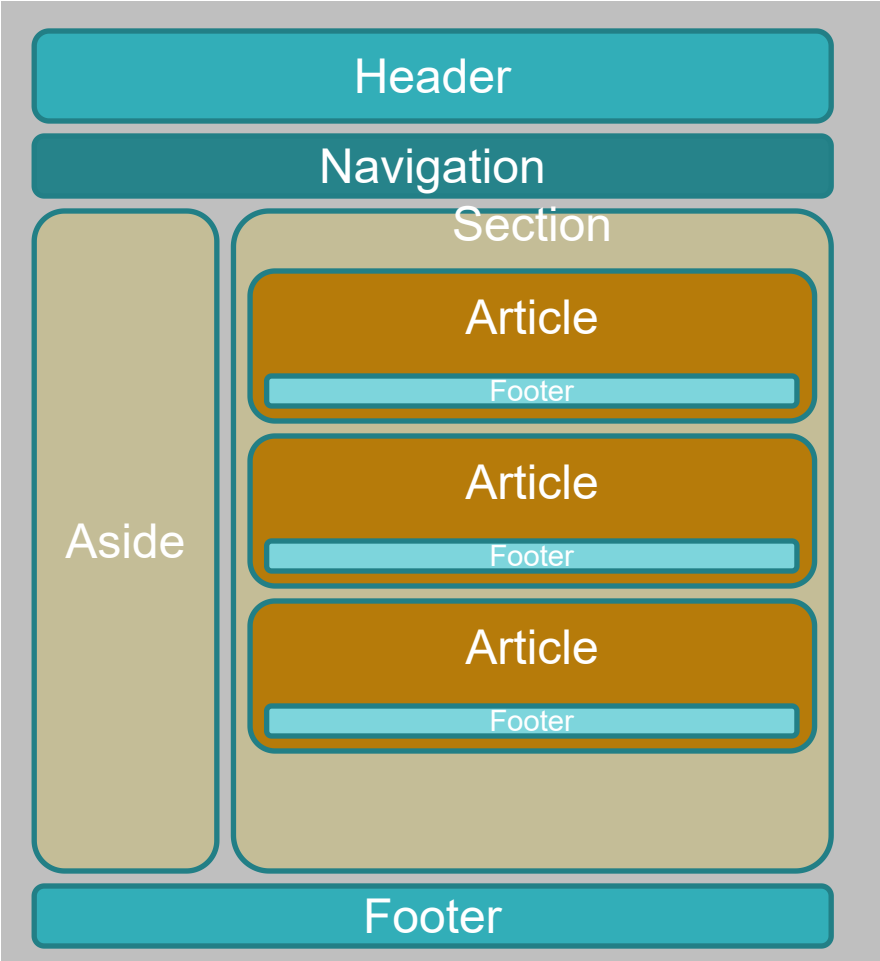 Header
Navigation
Aside
Section
Article
Footer
Article
Footer
Article
Footer
Footer